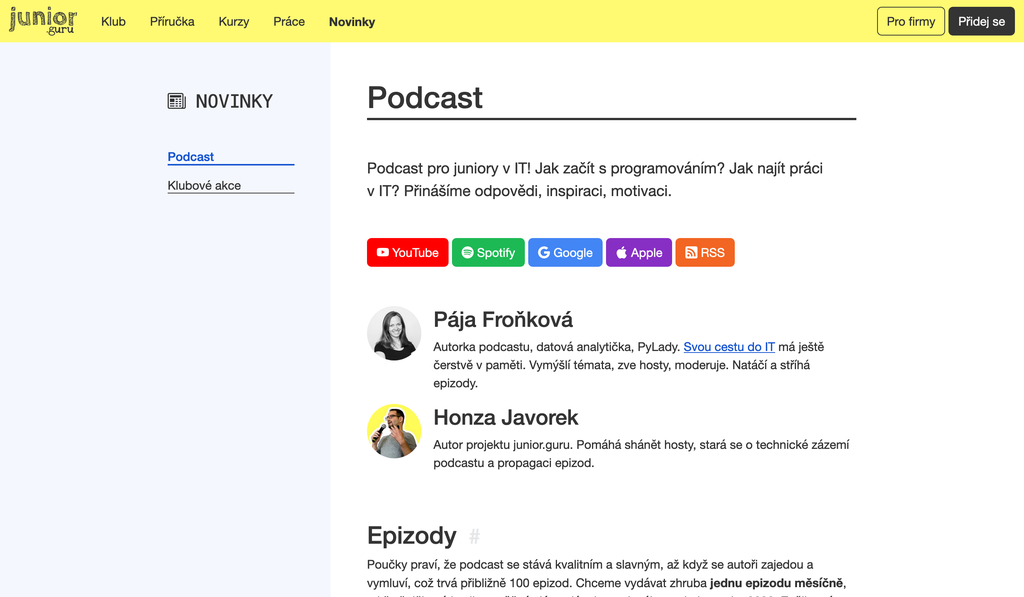 junior
.guru
Klub
Příručka
Kurzy
Práce
Novinky
Pro firmy
Přidej se
NOVINKY
Podcast
Klubové akce
Podcast
Podcast pro juniory v IT! Jak začít s programováním? Jak najít práci
v IT? Přinášíme odpovědi, inspiraci, motivaci.
YouTube
Spotify
Google
Apple
RSS
Pája Froňková
Autorka podcastu, datová analytička, PyLady. Svou cestu do IT má ještě
čerstvě v paměti. Vymýšlí témata, zve hosty, moderuje. Natáčí a stříhá
epizody.
Honza Javorek
Autor projektu junior.guru. Pomáhá shánět hosty, stará se o technické zázemí
podcastu a propagaci epizod.
Epizody #
Poučky praví, že podcast se stává kvalitním a slavným, až když se autoři zajedou a
vymluví, což trvá přibližně 100 epizod. Chceme vydávat zhruba jednu epizodu měsíčně,